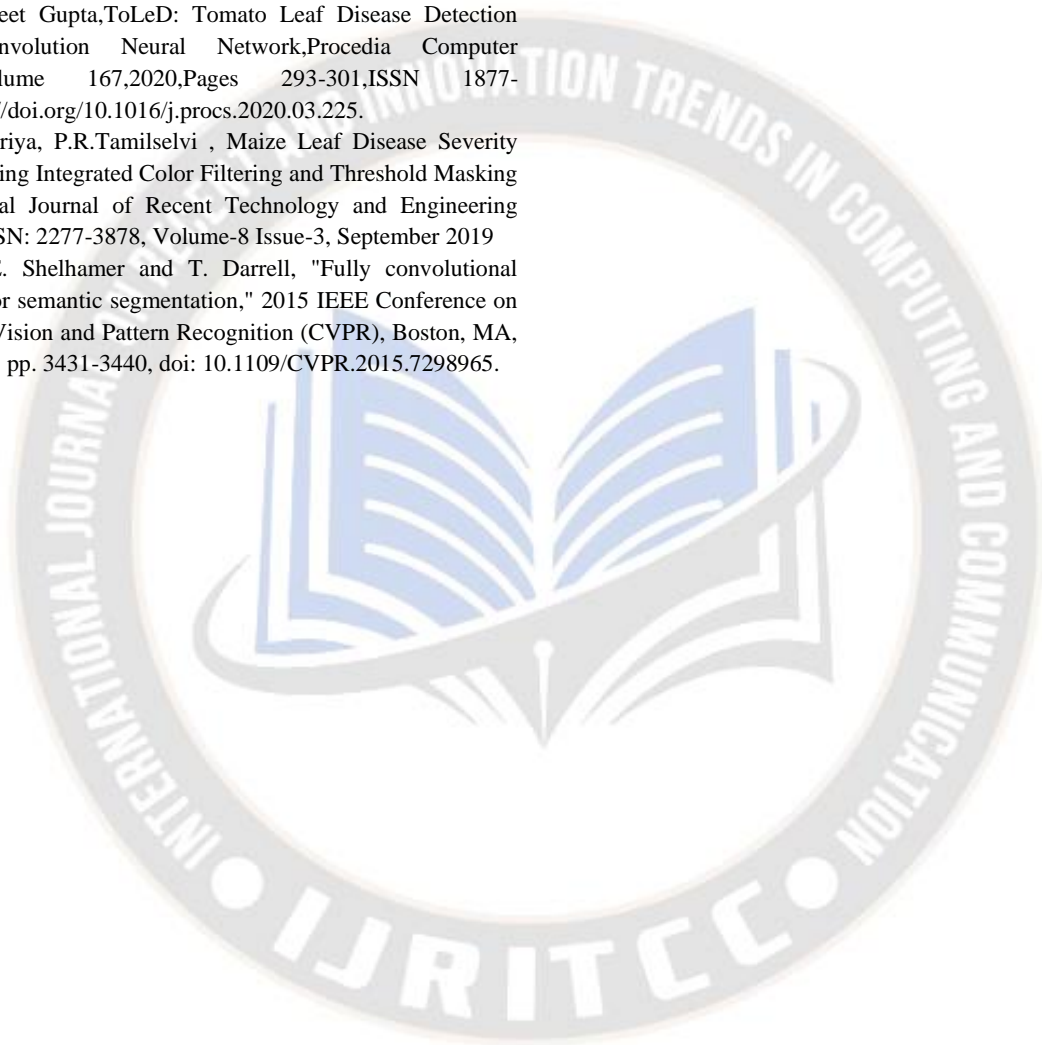 eet Gupta,ToLeD: Tomato Leaf Disease Detection
nvolution Neural Network,Procedia Computer
lume 167,2020,Pages 293-301,ISSN 1877-
//doi.org/10.1016/j.procs.2020.03.225.
riya, P.R.Tamilselvi , Maize Leaf Disease Severity
ing Integrated Color Filtering and Threshold Masking
al Journal of Recent Technology and Engineering
SN: 2277-3878, Volume-8 Issue-3, September 2019
E. Shelhamer and T. Darrell, "Fully convolutional
or semantic segmentation," 2015 IEEE Conference on
Vision and Pattern Recognition (CVPR), Boston, MA,
pp. 3431-3440, doi: 10.1109/CVPR.2015.7298965.
INTERNATIONAL JOURNAL ON RECENT AND INNOVATION TRENDS IN COMPUTING AND COMMUNICATION
IJRITCC